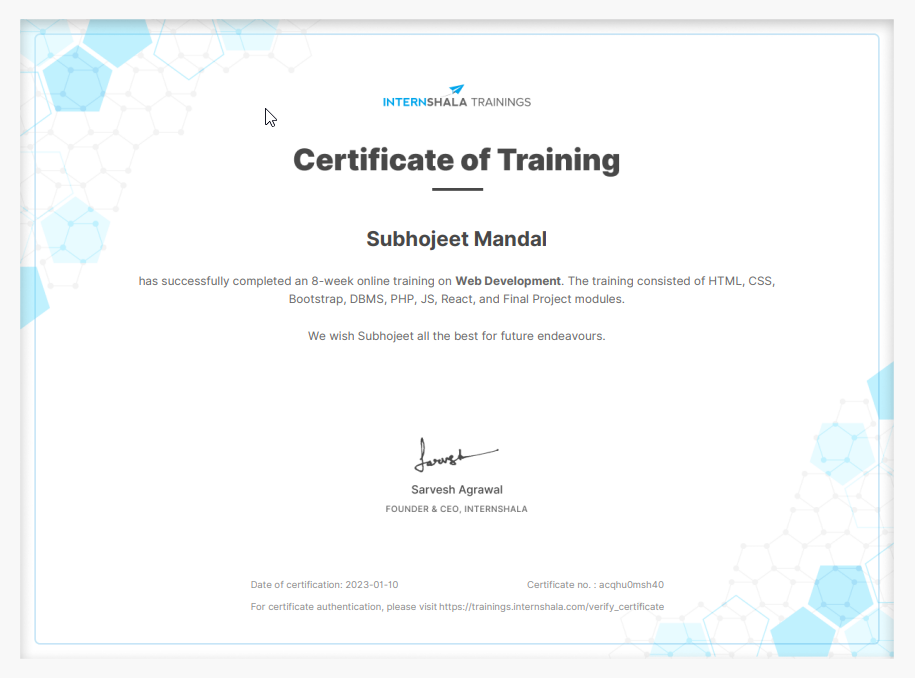 INTERNSHALA TRAININGS
Certificate of Training
Subhojeet Mandal
has successfully completed an 8-week online training on Web Development. The training consisted of HTML, CSS,
Bootstrap, DBMS, PHP, JS, React, and Final Project modules.
We wish Subhojeet all the best for future endeavours.
Sarvesh
Sarvesh Agrawal
FOUNDER & CEO, INTERNSHALA
Date of certification: 2023-01-10 Certificate no. : acqhu0msh40
For certificate authentication, please visit https://trainings.internshala.com/verify_certificate